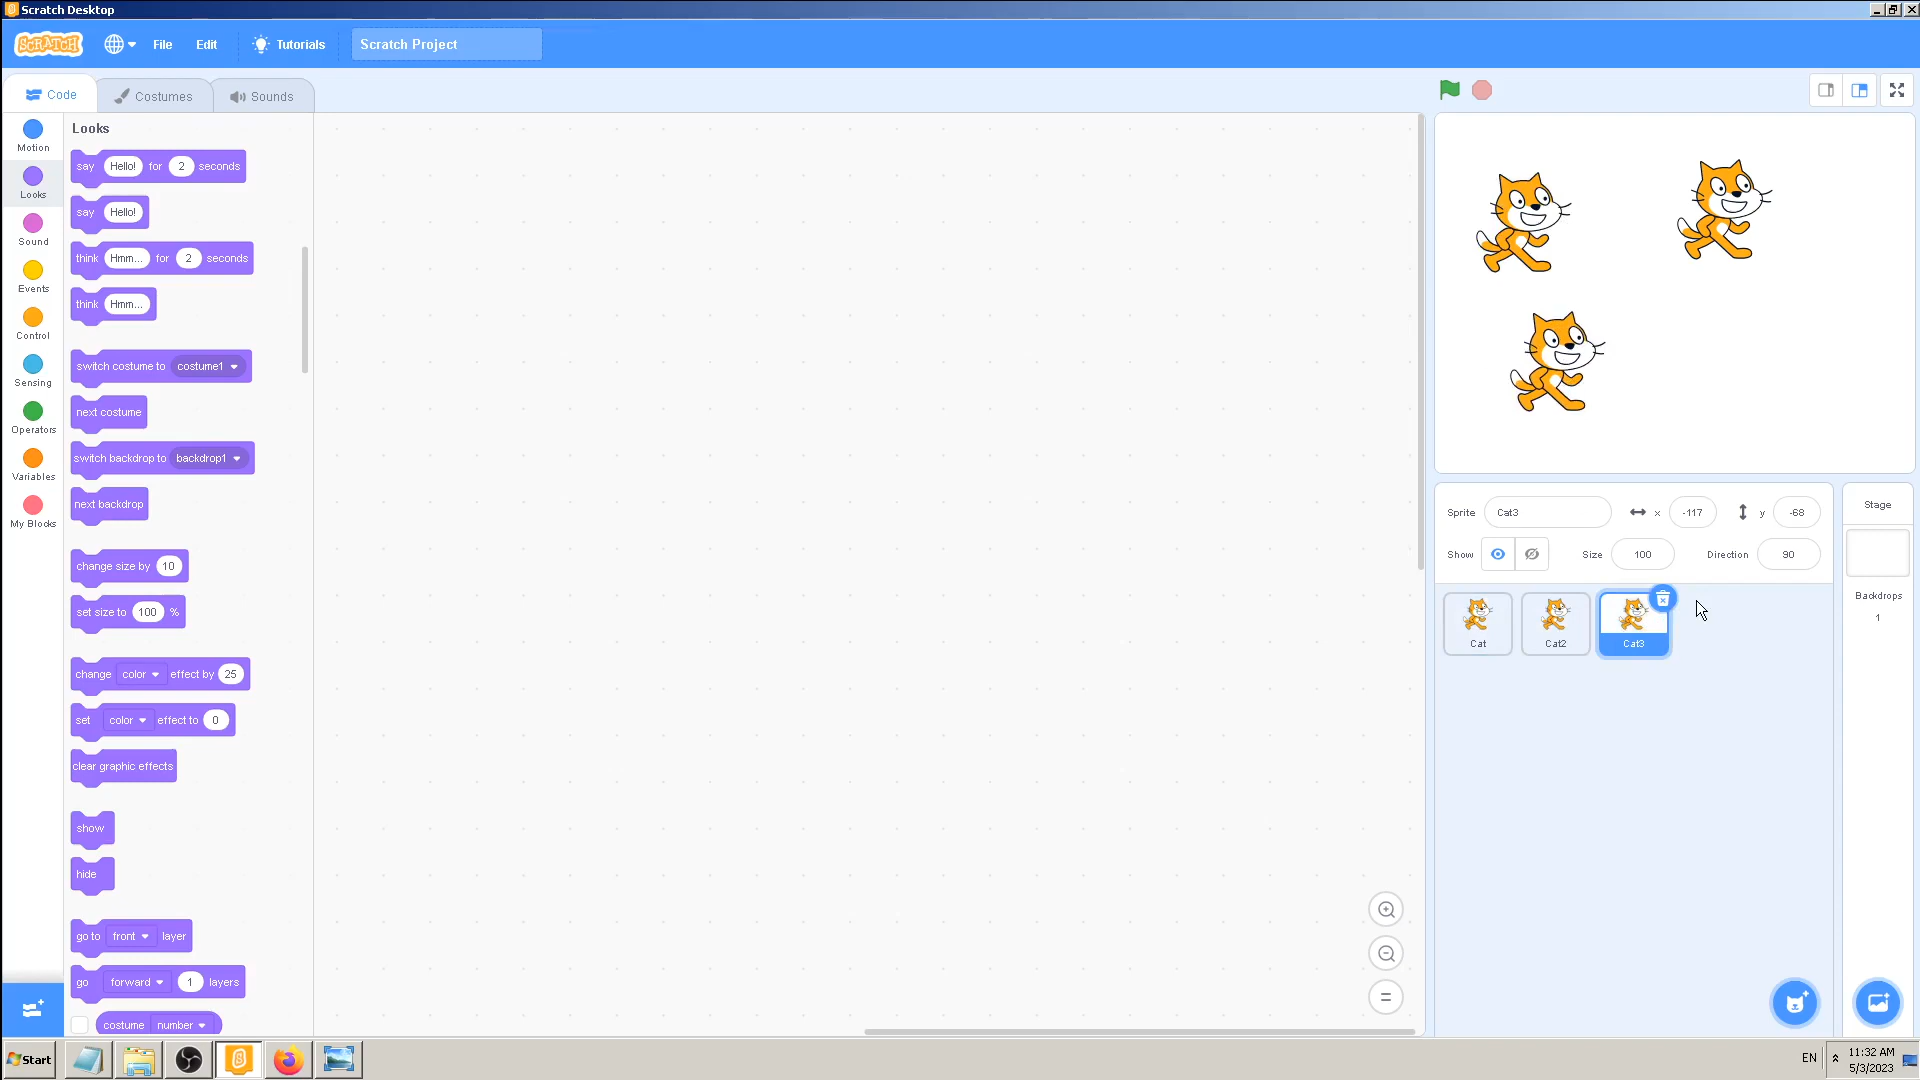 Scratch Desktop
SCRATCH File Edit Tutorials Scratch Project
Code Costumes Sounds
Motion
Looks
Sound
Events
Control
Sensing
Operators
Variables
My Blocks
Looks
say Hello! for 2 seconds
say Hello!
think Hmm... for 2 seconds
think Hmm...
switch costume to costume1
next costume
switch backdrop to backdrop1
next backdrop
change size by 10
set size to 100 %
change color effect by 25
set color effect to 0
clear graphic effects
show
hide
go to front layer
go forward 1 layers
costume number
Sprite Cat3 x -117 y -68
Show Size 100 Direction 90
Cat Cat2 Cat3
Stage
Backdrops
1
Start
EN 11:32 AM
5/3/2023